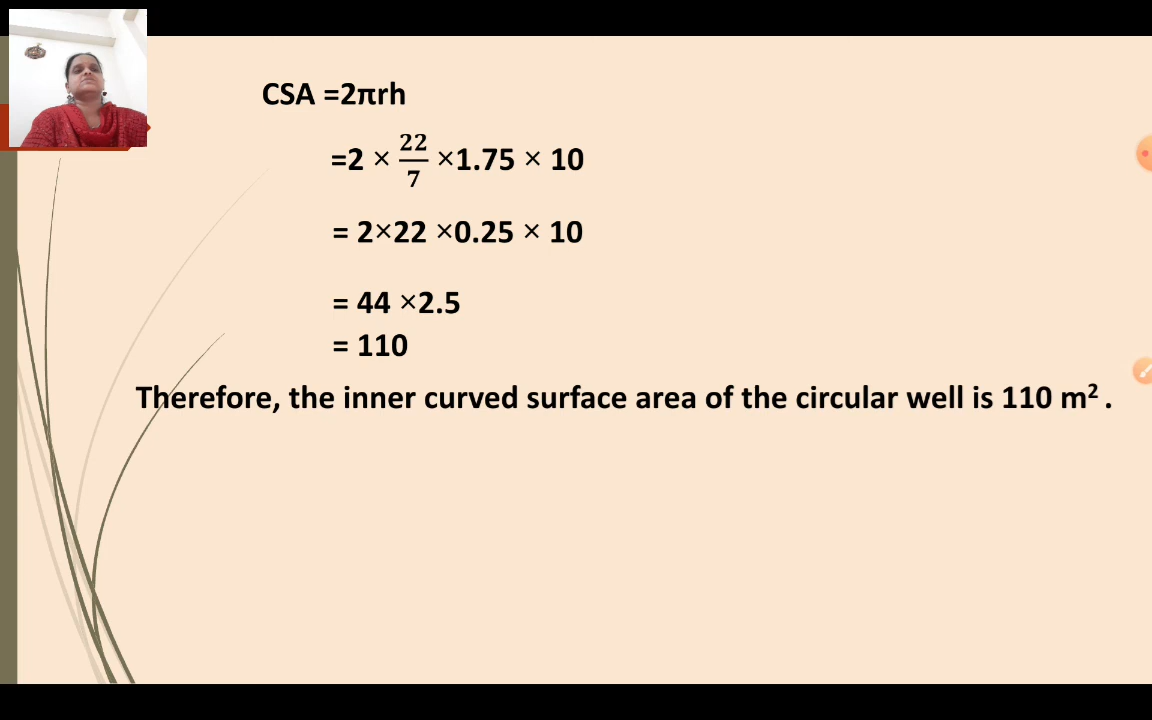 CSA =2πrh
=2 × 22/7 ×1.75 × 10
= 2×22 ×0.25 × 10
= 44 ×2.5
= 110
Therefore, the inner curved surface area of the circular well is 110 m².